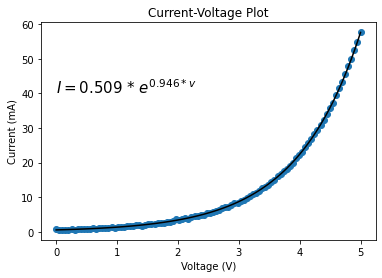 Current-Voltage Plot
60
50
40
30
20
10
0
Current (mA)
I = 0.509 * e^{0.946 * v}
0 1 2 3 4 5
Voltage (V)